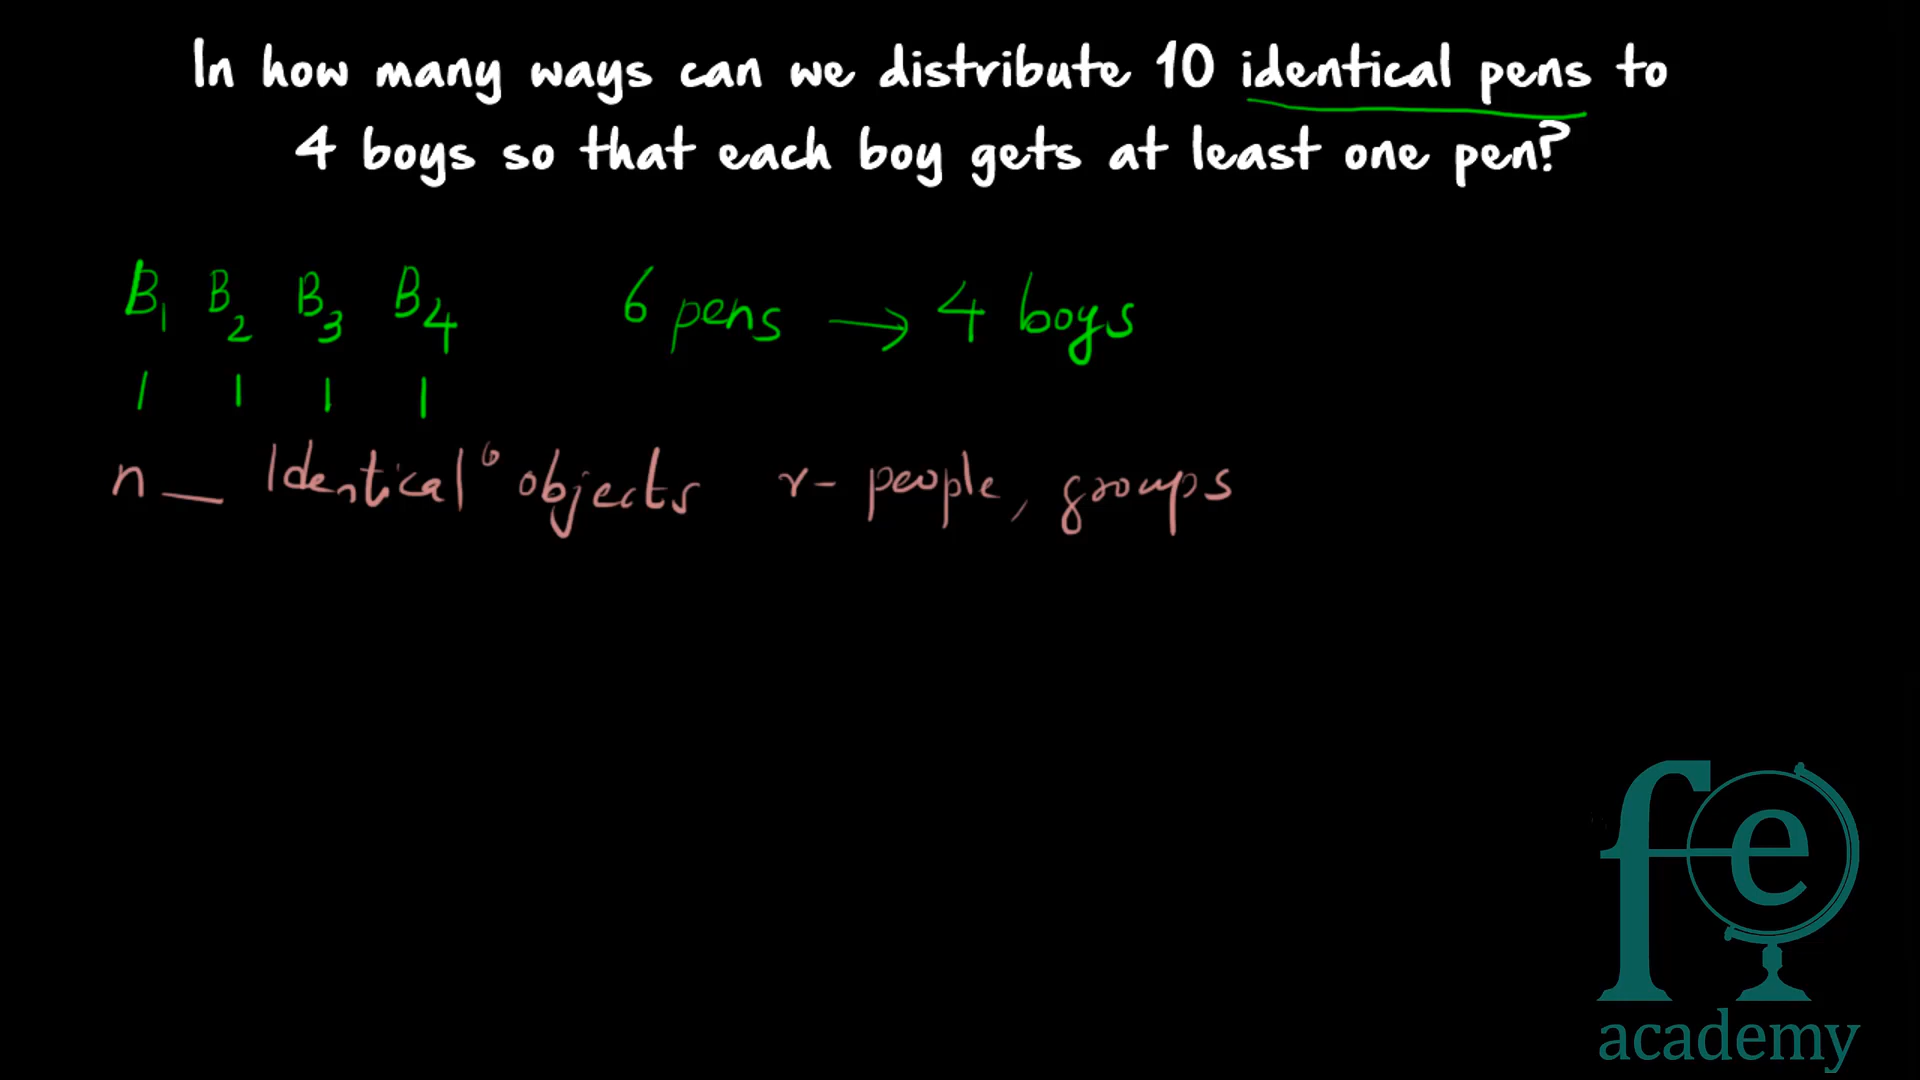 In how many ways can we distribute 10 identical pens to
4 boys so that each boy gets at least one pen?
B1 B2 B3 B4 6 pens → 4 boys
1 1 1 1
n — Identical objects r - people, groups
fe
academy